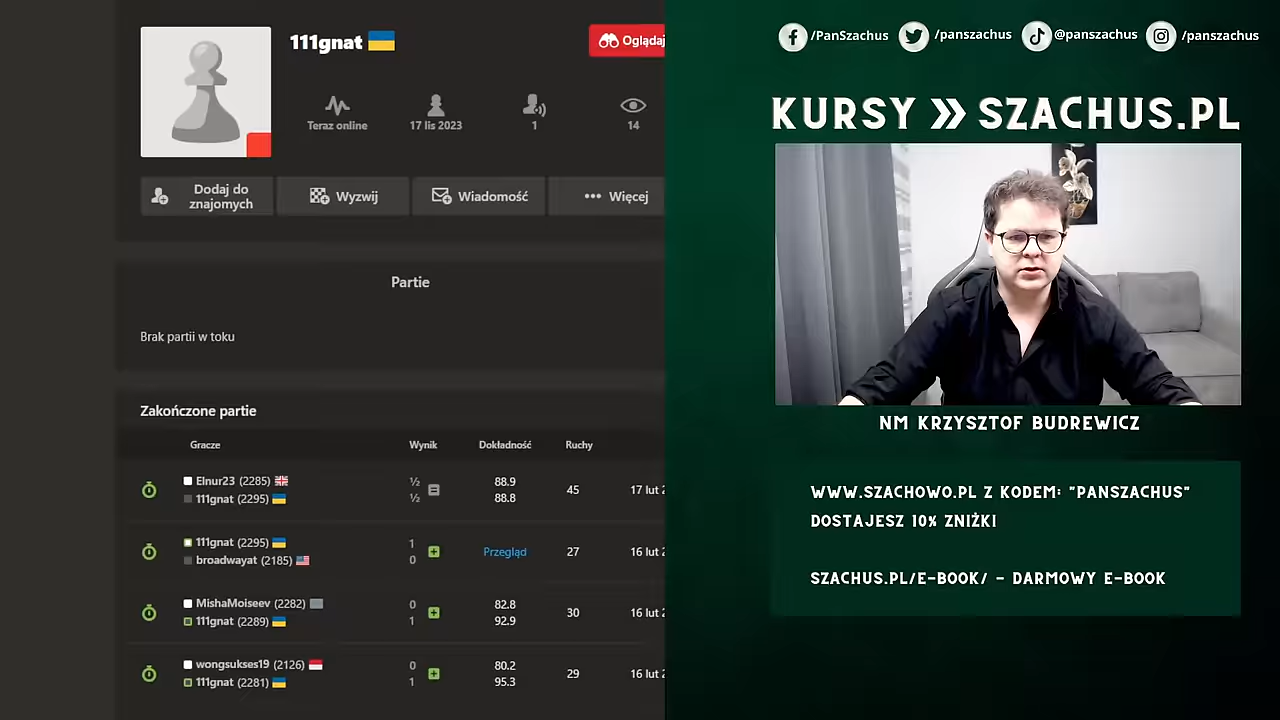 111gnat
Oglądaj
Teraz online
17 lis 2023
1
14
Dodaj do
znajomych
Wyzwij
Wiadomość
Więcej
Partie
Brak partii w toku
Zakończone partie
Gracze Wynik Dokładność Ruchy
Elnur23 (2285) ½ 88.9
111gnat (2295) ½ 88.8
45 17 lut 2
111gnat (2295) 1
broadwayat (2185) 0
Przegląd 27 16 lut 2
MishaMoiseev (2282) 0 82.8
111gnat (2289) 1 92.9
30 16 lut 2
wongsukses19 (2126) 0 80.2
111gnat (2281) 1 95.3
29 16 lut 2
/PanSzachus /panszachus @panszachus /panszachus
KURSY » SZACHUS.PL
NM KRZYSZTOF BUDREWICZ
WWW.SZACHOWO.PL Z KODEM: "PANSZACHUS"
DOSTAJESZ 10% ZNIŻKI
SZACHUS.PL/E-BOOK/ - DARMOWY E-BOOK